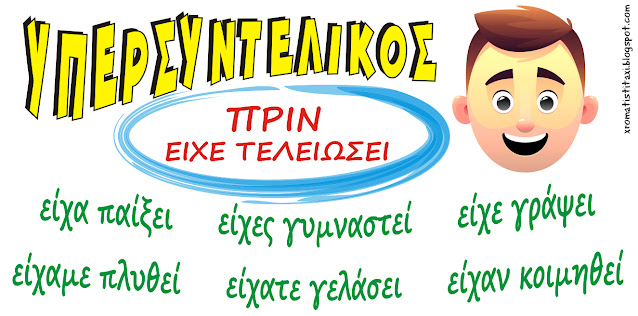 ΥΠΕΡΣΥΝΤΕΛΙΚΟΣ
ΠΡΙΝ
ΕΙΧΕ ΤΕΛΕΙΩΣΕΙ
είχα παίξει
είχες γυμναστεί
είχε γράψει
είχαμε πλυθεί
είχατε γελάσει
είχαν κοιμηθεί
xromatistitaxi.blogspot.com